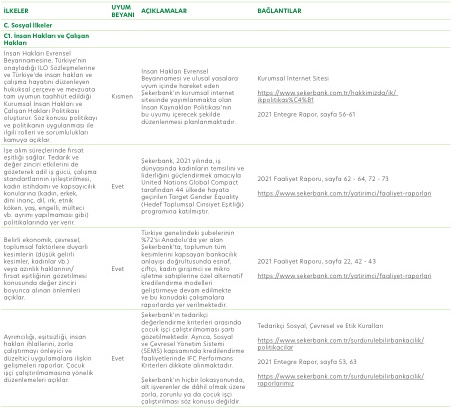 İLKELER
UYUM
BEYANI
AÇIKLAMALAR
BAĞLANTILAR
C. Sosyal İlkeler
C1. İnsan Hakları ve Çalışan
Hakları
İnsan Hakları Evrensel
Beyannamesine, Türkiye'nin
onayladığı ILO Sözleşmelerine
ve Türkiye'de insan hakları ve
çalışma hayatını düzenleyen
hukuksal çerçeve ve mevzuata
tam uyumun taahhüt edildiği
Kurumsal İnsan Hakları ve
Çalışan Hakları Politikası
oluşturur. Söz konusu politikayı
ve politikanın uygulanması ile
ilgili rolleri ve sorumlulukları
kamuya açıklar.
Kısmen
İnsan Hakları Evrensel
Beyannamesi ve ulusal yasalara
uyum içinde hareket eden
Şekerbank'ın kurumsal internet
sitesinde yayımlanmakta olan
İnsan Kaynakları Politikası'nın
bu uyumu içerecek şekilde
düzenlenmesi planlanmaktadır.
Kurumsal İnternet Sitesi
https://www.sekerbank.com.tr/hakkimizda/ik/
ikpolitikas%C4%B1
2021 Entegre Rapor, sayfa 56-61
İşe alım süreçlerinde fırsat
eşitliği sağlar. Tedarik ve
değer zinciri etkilerini de
gözeterek adil iş gücü, çalışma
standartlarının iyileştirilmesi,
kadın istihdamı ve kapsayıcılık
konularına (kadın, erkek,
dini inanç, dil, ırk, etnik
köken, yaş, engelli, mülteci
vb. ayrımı yapılmaması gibi)
politikalarında yer verir.
Evet
Şekerbank, 2021 yılında, iş
dünyasında kadınların temsilini ve
liderliğini güçlendirmek amacıyla
United Nations Global Compact
tarafından 44 ülkede hayata
geçirilen Target Gender Equality
(Hedef Toplumsal Cinsiyet Eşitliği)
programına katılmıştır.
2021 Faaliyet Raporu, sayfa 62 - 64, 72 - 73
https://www.sekerbank.com.tr/yatirimci/faaliyet-raporlari
Belirli ekonomik, çevresel,
toplumsal faktörlere duyarlı
kesimlerin (düşük gelirli
kesimler, kadınlar vb.)
veya azınlık haklarının/
fırsat eşitliğinin gözetilmesi
konusunda değer zinciri
boyunca alınan önlemleri
açıklar.
Evet
Türkiye genelindeki şubelerinin
%72'si Anadolu'da yer alan
Şekerbank'ta, toplumun tüm
kesimlerini kapsayan bankacılık
anlayışı doğrultusunda esnaf,
çiftçi, kadın girişimci ve mikro
işletme sahiplerine özel alternatif
kredilendirme modelleri
geliştirmeye devam edilmekte
ve bu konudaki çalışmalara
raporlarda yer verilmektedir.
2021 Faaliyet Raporu, sayfa 22, 42 - 43
https://www.sekerbank.com.tr/yatirimci/faaliyet-raporlari
Ayrımcılığı, eşitsizliği, insan
hakları ihlallerini, zorla
çalıştırmayı önleyici ve
düzeltici uygulamalara ilişkin
gelişmeleri raporlar. Çocuk
işçi çalıştırılmamasına yönelik
düzenlemeleri açıklar.
Evet
Şekerbank'ın tedarikçi
değerlendirme kriterleri arasında
çocuk işçi çalıştırılmaması şartı
gözetilmektedir. Ayrıca, Sosyal
ve Çevresel Yönetim Sistemi
(SEMS) kapsamında kredilendirme
faaliyetlerinde IFC Performans
Kriterleri dikkate alınmaktadır.
Şekerbank'ın hiçbir lokasyonunda,
alt işverenler de dâhil olmak üzere
zorla, zorunlu ya da çocuk işçi
çalıştırılması söz konusu değildir.
Tedarikçi Sosyal, Çevresel ve Etik Kuralları
https://www.sekerbank.com.tr/surdurulebilirbankacilik/
politikalar
2021 Entegre Rapor, sayfa 53, 63
https://www.sekerbank.com.tr/surdurulebilirbankacilik/
raporlarimiz